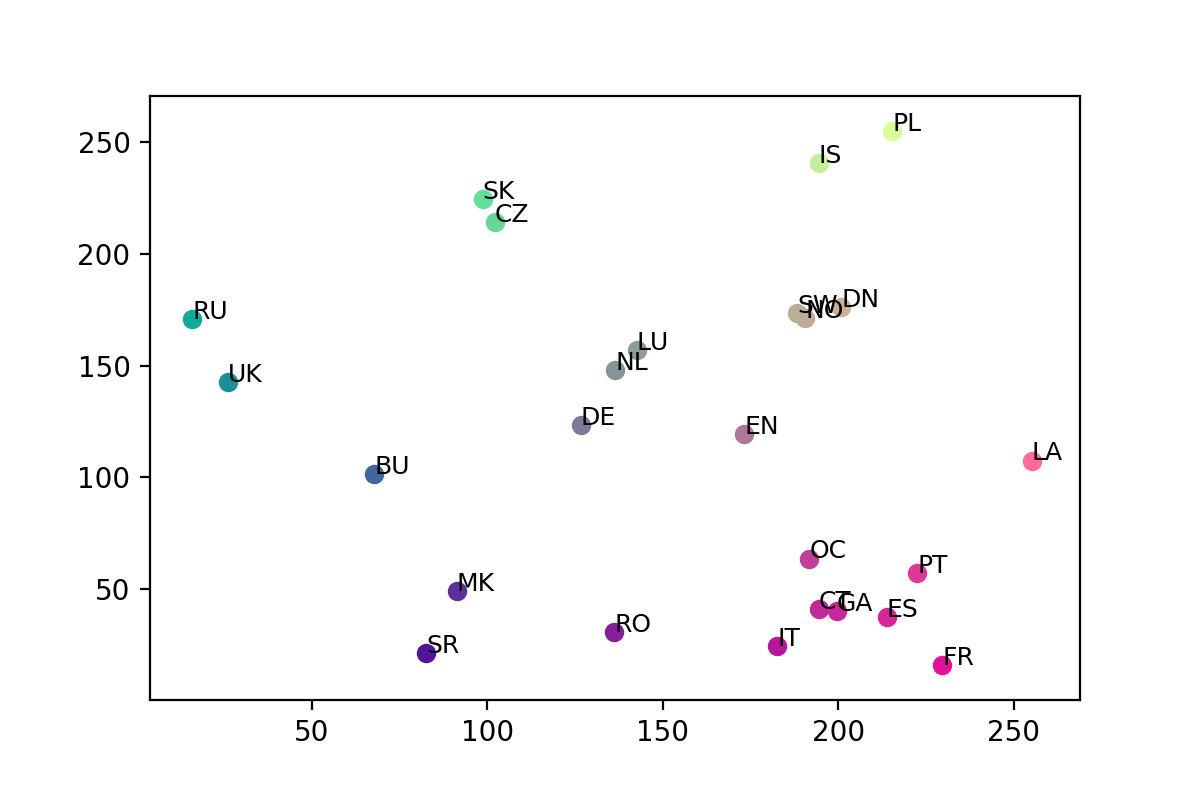 PL
250
IS
SK
CZ
200
RU
SW
NO
DN
LU
150
NL
UK
DE
EN
BU
LA
100
OC
PT
MK
50
CT
GA
ES
RO
IT
SR
FR
50 100 150 200 250